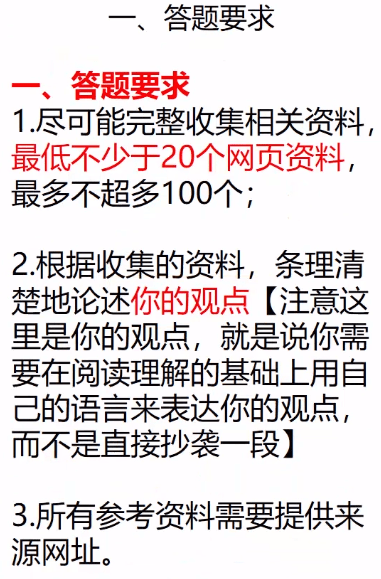 一、答题要求
一、答题要求
1.尽可能完整收集相关资料，
最低不少于20个网页资料，
最多不超多100个；
2.根据收集的资料，条理清
楚地论述你的观点【注意这
里是你的观点，就是说你需
要在阅读理解的基础上用自
己的语言来表达你的观点，
而不是直接抄袭一段】
3.所有参考资料需要提供来
源网址。